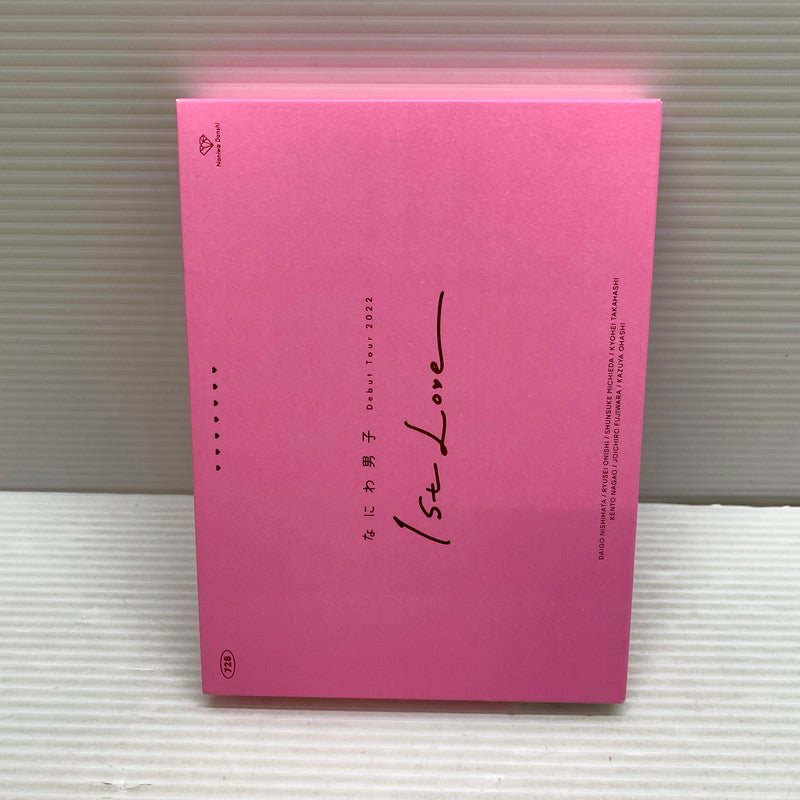 728
Naniwa Danshi
なにわ男子 Debut Tour 2022
1st Love
DAIGO NISHIHATA / RYUSEI ONISHI / SHUNSUKE MICHIEDA / KYOHEI TAKAHASHI
KENTO NAGAO / JOICHIRO FUJIWARA / KAZUYA OHASHI